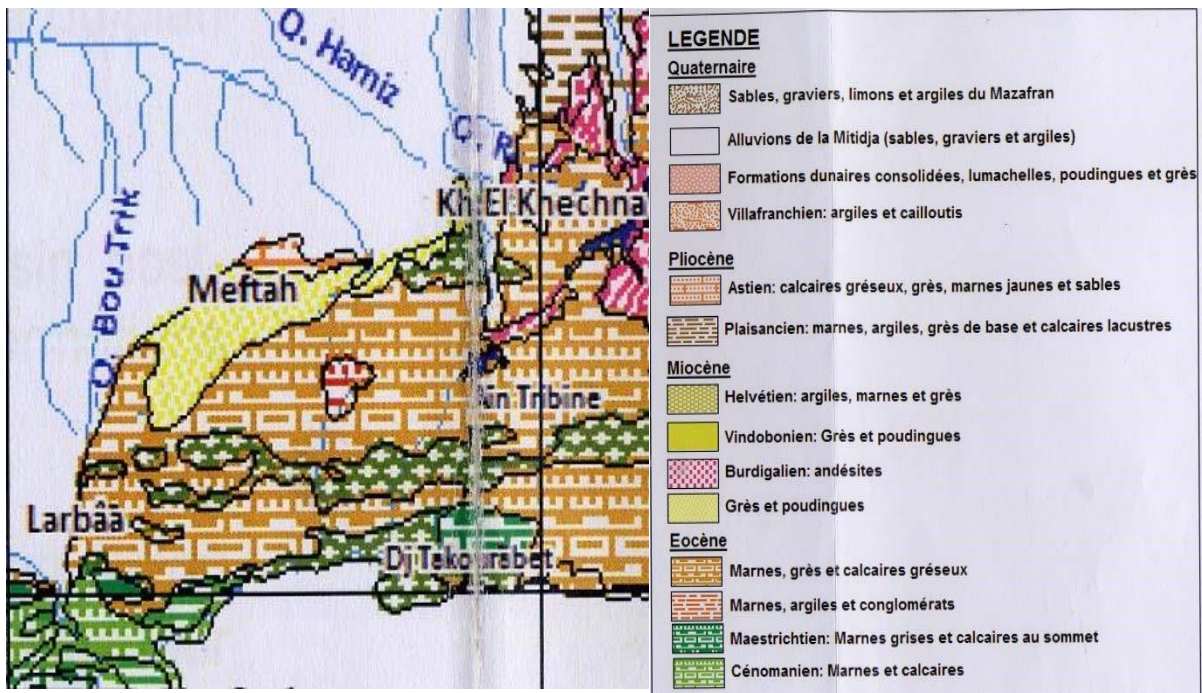 O. Hamiz
O. R
Kh El Khechna
O. Bou Trik
Meftah
Aïn Tribine
Larbâa
Dj Takourabet
LEGENDE
Quaternaire
Sables, graviers, limons et argiles du Mazafran
Alluvions de la Mitidja (sables, graviers et argiles)
Formations dunaires consolidées, lumachelles, poudingues et grès
Villafranchien: argiles et cailloutis
Pliocène
Astien: calcaires gréseux, grès, marnes jaunes et sables
Plaisancien: marnes, argiles, grès de base et calcaires lacustres
Miocène
Helvétien: argiles, marnes et grès
Vindobonien: Grès et poudingues
Burdigalien: andésites
Grès et poudingues
Eocène
Marnes, grès et calcaires gréseux
Marnes, argiles et conglomérats
Maestrichtien: Marnes grises et calcaires au sommet
Cénomanien: Marnes et calcaires